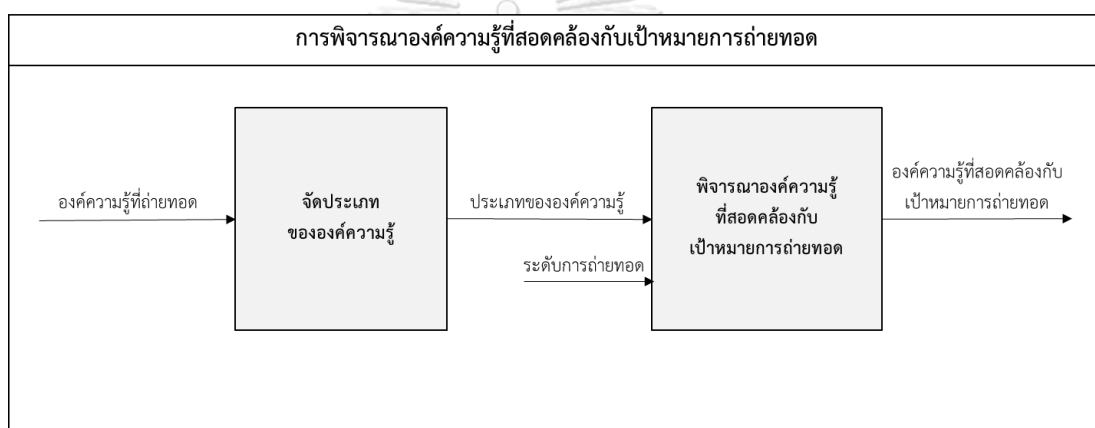 การพิจารณาองค์ความรู้ที่สอดคล้องกับเป้าหมายการถ่ายทอด
องค์ความรู้ที่ถ่ายทอด
จัดประเภท
ขององค์ความรู้
ประเภทขององค์ความรู้
ระดับการถ่ายทอด
พิจารณาองค์ความรู้
ที่สอดคล้องกับ
เป้าหมายการถ่ายทอด
องค์ความรู้ที่สอดคล้องกับ
เป้าหมายการถ่ายทอด